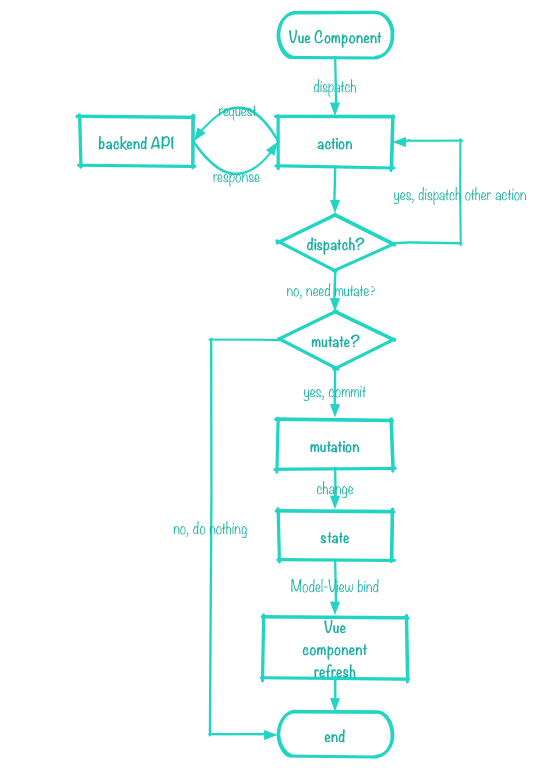 Vue Component
dispatch
request
backend API
action
response
yes, dispatch other action
dispatch?
no, need mutate?
mutate?
yes, commit
mutation
change
no, do nothing
state
Model-View bind
Vue
component
refresh
end